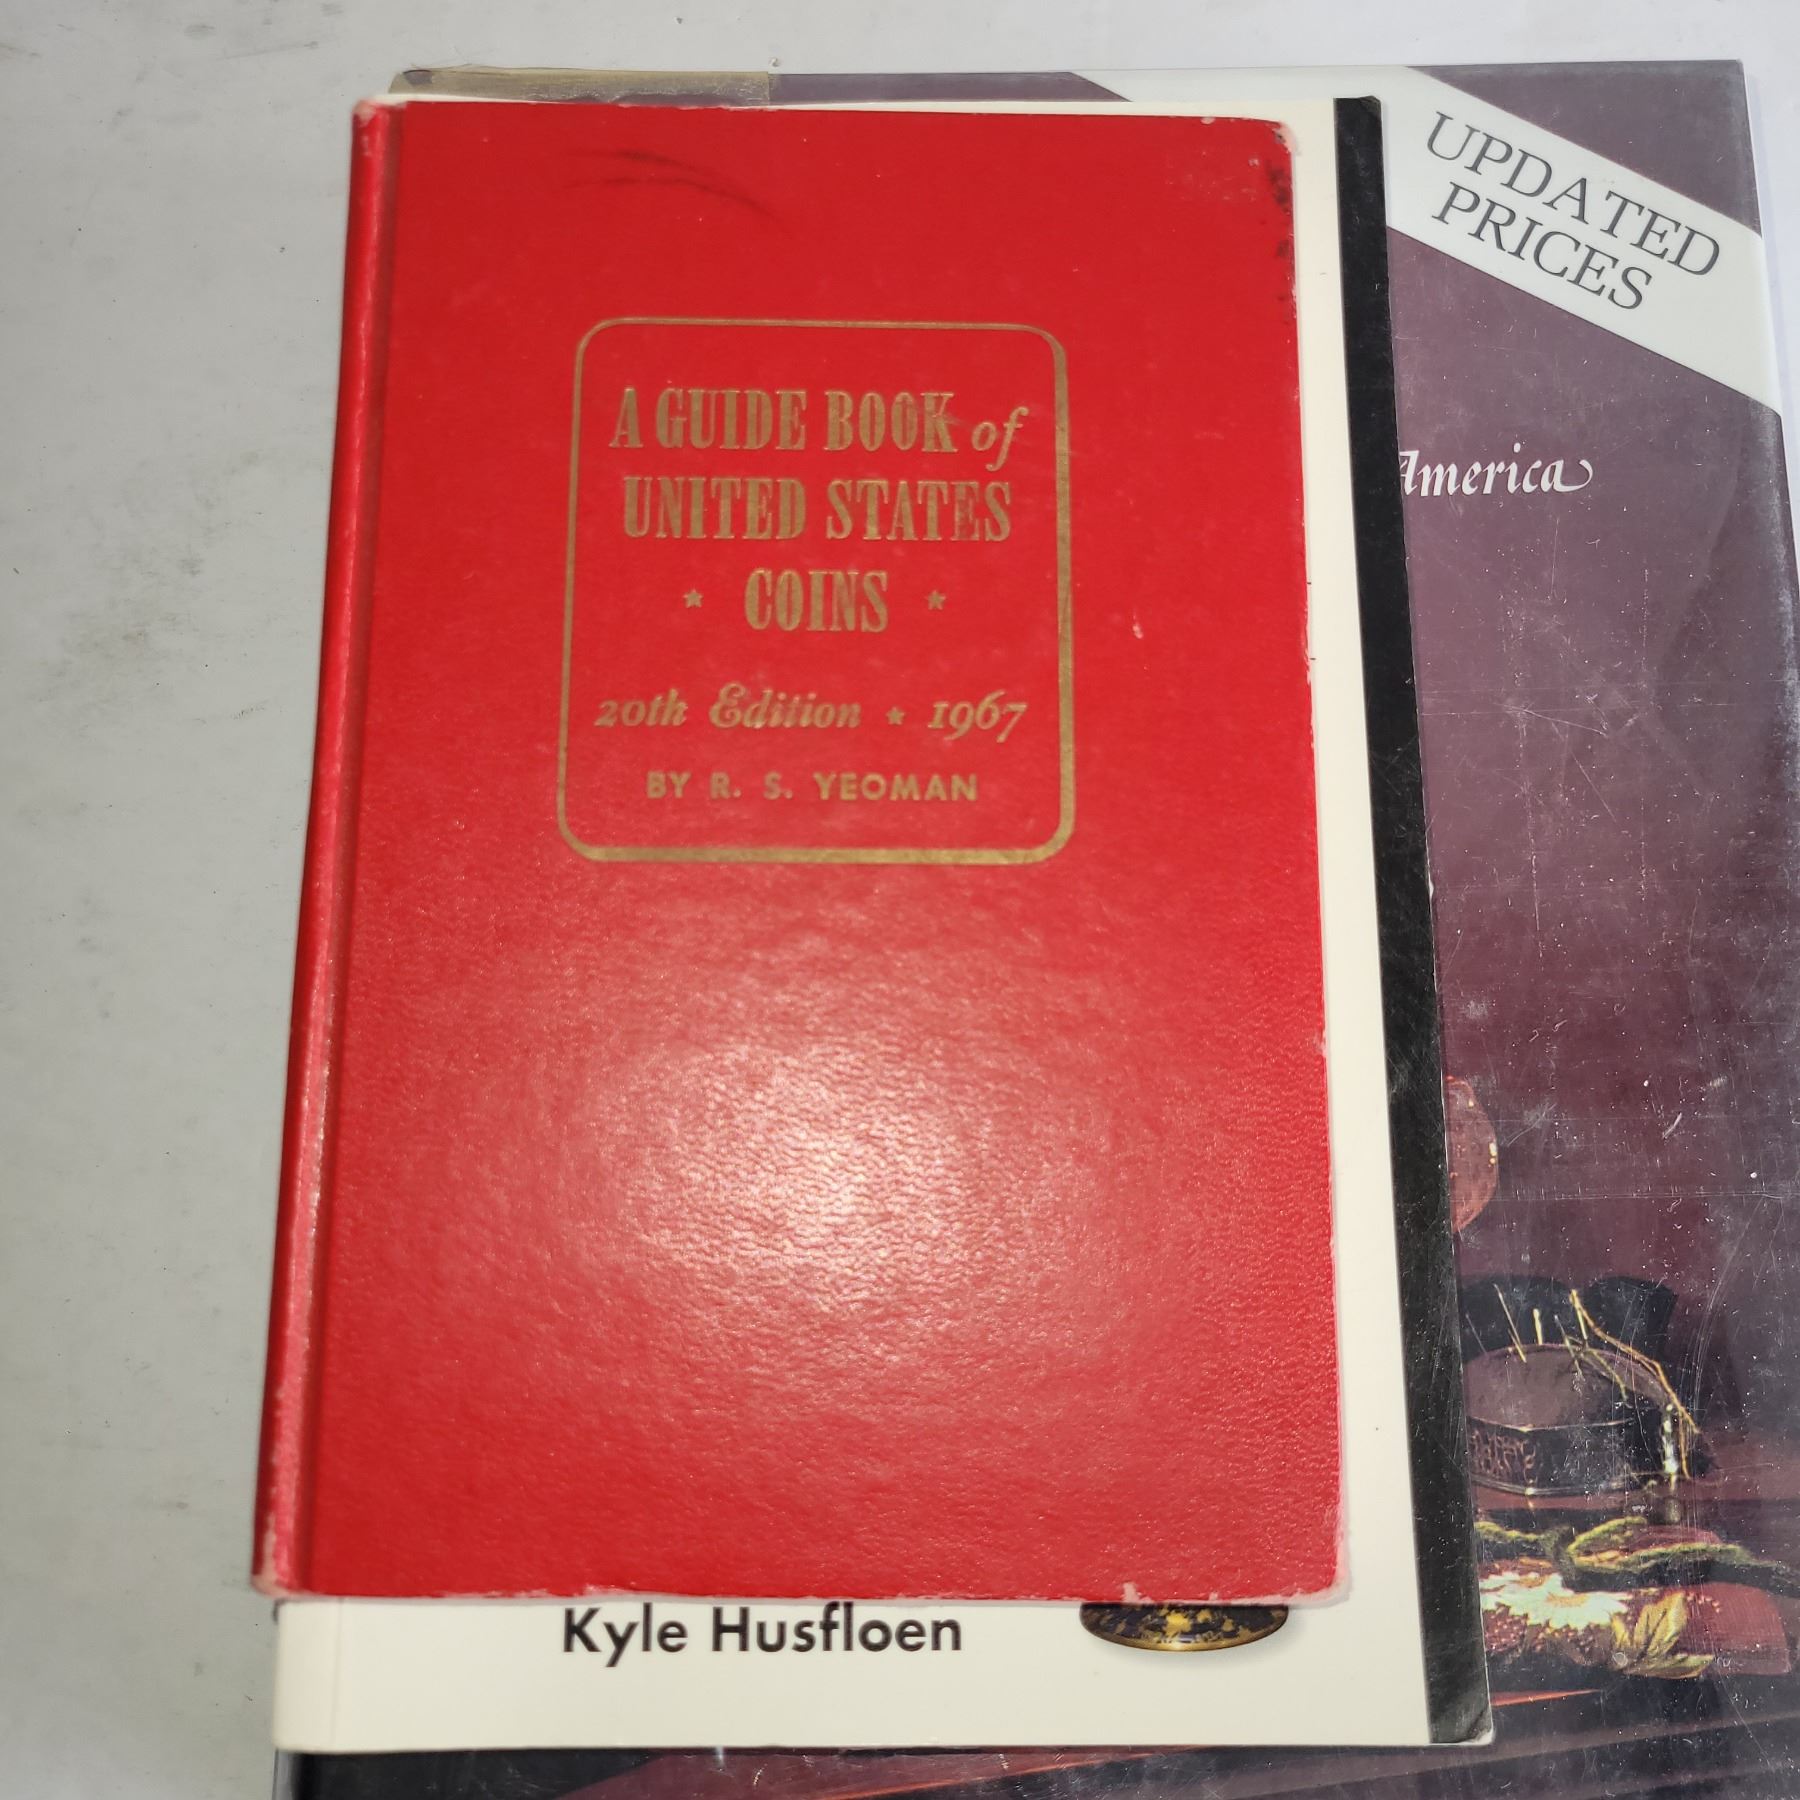 A GUIDE BOOK of
UNITED STATES
COINS
20th Edition ★ 1967
BY R. S. YEOMAN
UPDATED
PRICES
America
Kyle Husfloen